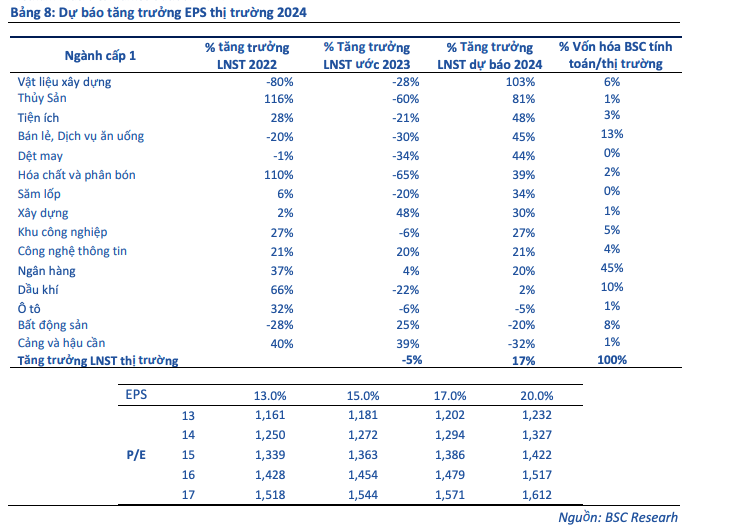 Bảng 8: Dự báo tăng trưởng EPS thị trường 2024
Ngành cấp 1 % tăng trưởng LNST 2022 % Tăng trưởng LNST ước 2023 % Tăng trưởng LNST dự báo 2024 % Vốn hóa BSC tính toán/thị trường
Vật liệu xây dựng -80% -28% 103% 6%
Thủy Sản 116% -60% 81% 1%
Tiện ích 28% -21% 48% 3%
Bán lẻ, Dịch vụ ăn uống -20% -30% 45% 13%
Dệt may -1% -34% 44% 0%
Hóa chất và phân bón 110% -65% 39% 2%
Săm lốp 6% -20% 34% 0%
Xây dựng 2% 48% 30% 1%
Khu công nghiệp 27% -6% 27% 5%
Công nghệ thông tin 21% 20% 21% 4%
Ngân hàng 37% 4% 20% 45%
Dầu khí 66% -22% 2% 10%
Ô tô 32% -6% -5% 1%
Bất động sản -28% 25% -20% 8%
Cảng và hậu cần 40% 39% -32% 1%
Tăng trưởng LNST thị trường -5% 17% 100%
EPS 13.0% 15.0% 17.0% 20.0%
13 1,161 1,181 1,202 1,232
14 1,250 1,272 1,294 1,327
P/E 15 1,339 1,363 1,386 1,422
16 1,428 1,454 1,479 1,517
17 1,518 1,544 1,571 1,612
Nguồn: BSC Researh